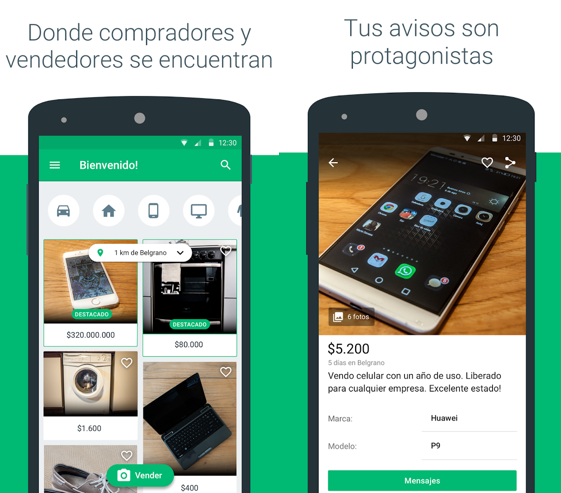 Donde compradores y
vendedores se encuentran
12:30
Bienvenido!
1 km de Belgrano
DESTACADO
$320.000.000
DESTACADO
$80.000
$1.600
Vender
$400
Tus avisos son
protagonistas
12:30
19:21
6 fotos
$5.200
5 días en Belgrano
Vendo celular con un año de uso. Liberado
para cualquier empresa. Excelente estado!
Marca:
Huawei
Modelo:
P9
Mensajes